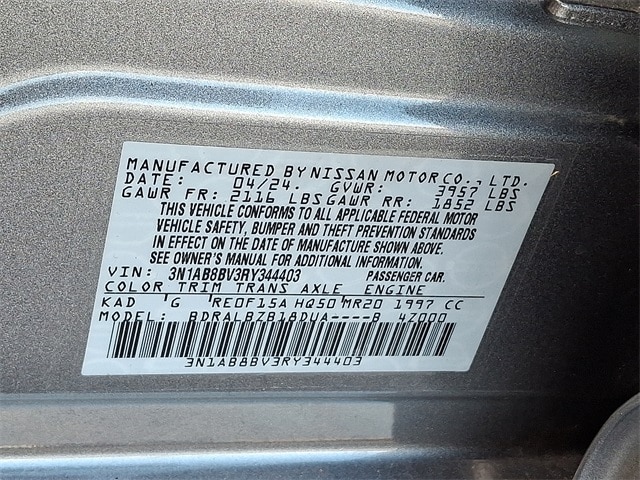 MANUFACTURED BY NISSAN MOTOR CO., LTD.
DATE: 04/24. GVWR: 3957 LBS
GAWR FR: 2116 LBS GAWR RR: 1852 LBS
THIS VEHICLE CONFORMS TO ALL APPLICABLE FEDERAL MOTOR
VEHICLE SAFETY, BUMPER AND THEFT PREVENTION STANDARDS
IN EFFECT ON THE DATE OF MANUFACTURE SHOWN ABOVE.
SEE OWNER'S MANUAL FOR ADDITIONAL INFORMATION.
VIN: 3N1AB8BV3RY344403 PASSENGER CAR.
COLOR TRIM TRANS AXLE ENGINE
KAD 'G 'RE0F15A HQ50 MR20 1997 CC
MODEL: BDRALBZB18DUA----B 4Z000
3N1AB8BV3RY344403